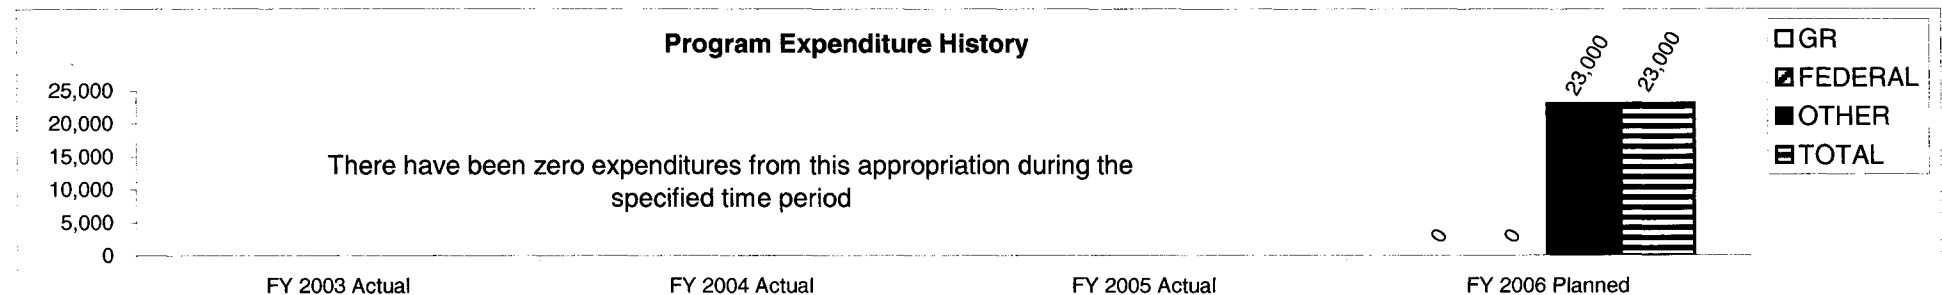 Program Expenditure History
GR
FEDERAL
OTHER
TOTAL
25,000
20,000
15,000
10,000
5,000
0
There have been zero expenditures from this appropriation during the
specified time period
0
0
23,000
23,000
FY 2003 Actual
FY 2004 Actual
FY 2005 Actual
FY 2006 Planned